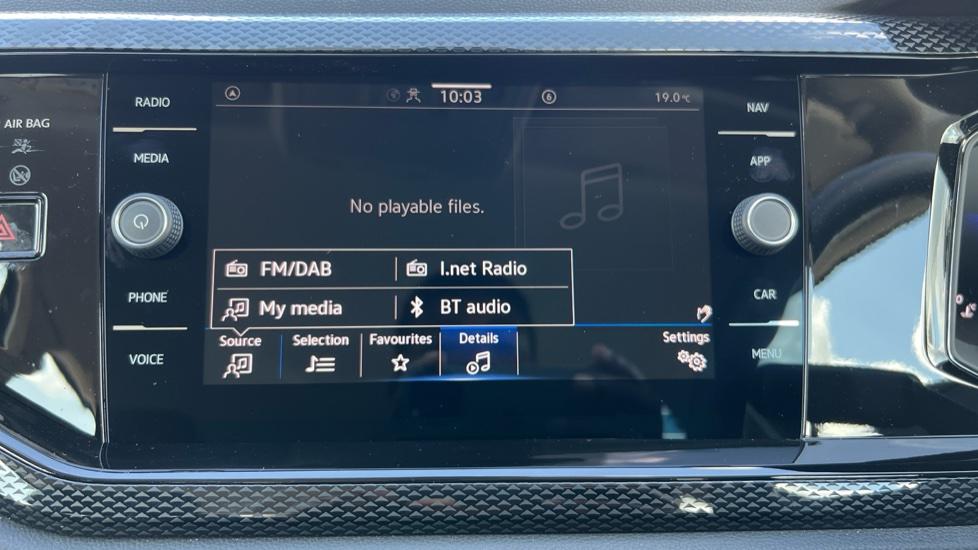 RADIO
MEDIA
PHONE
VOICE
AIR BAG
10:03
6
19.0°C
No playable files.
FM/DAB
I.net Radio
My media
BT audio
Source
Selection
Favourites
Details
Settings
NAV
APP
CAR
MENU